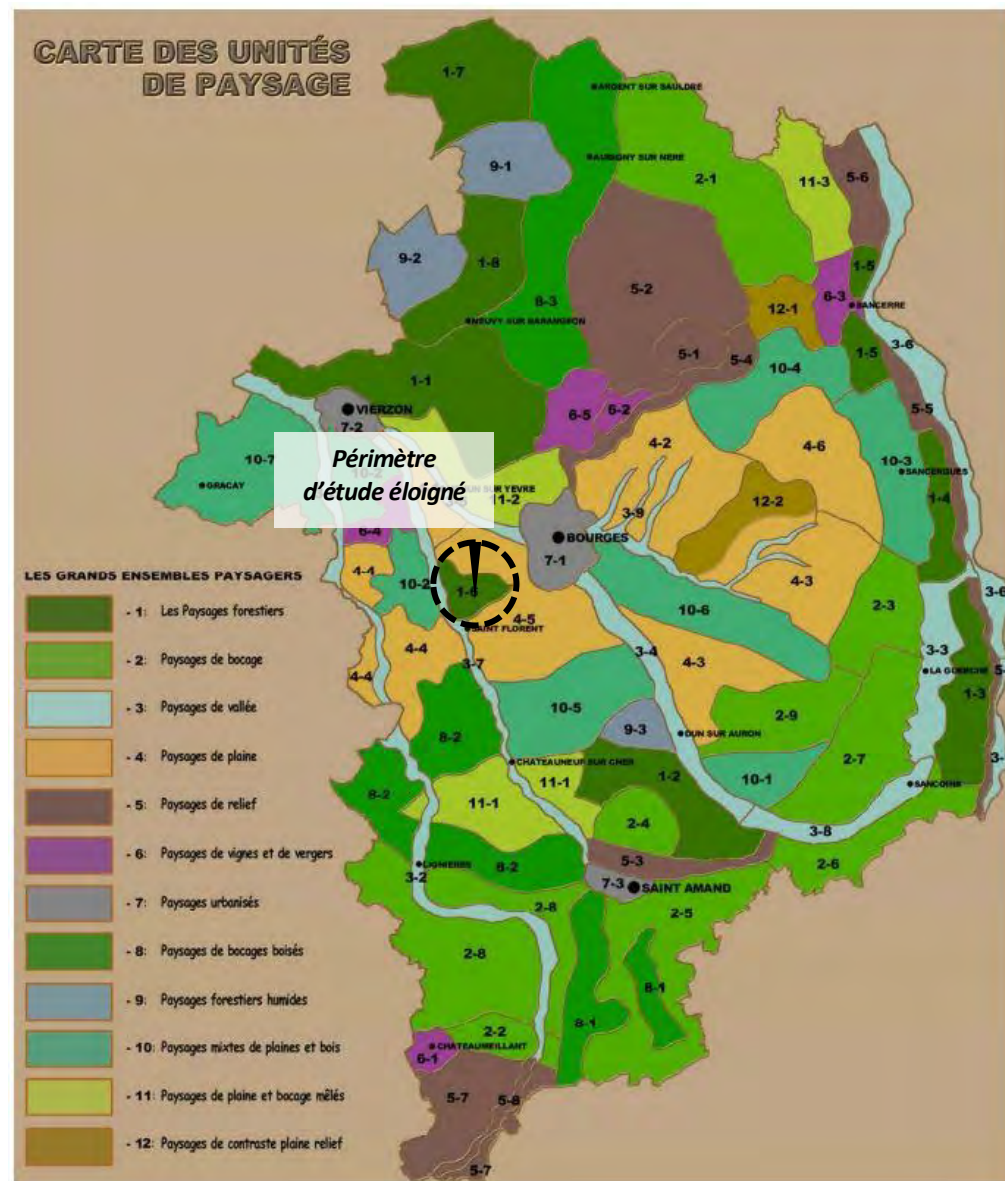 CARTE DES UNITÉS
DE PAYSAGE
1-7
ARGENT SUR SAULDRE
9-1
AUBIGNY SUR NERE
2-1
11-3
5-6
9-2
1-8
8-3
5-2
12-1
6-3
1-5
SANCERRE
NEUVY SUR BARANGEON
5-1
5-4
10-4
1-5
3-6
1-1
VIERZON
7-2
6-5
6-2
5-5
10-7
GRACAY
10-2
Périmètre
d'étude éloigné
SUR YEVRE
11-2
4-2
4-6
10-3
SANCERGUES
1-4
3-9
12-2
BOURGES
7-1
6-4
4-4
10-2
1-6
4-5
SAINT FLORENT
10-6
4-3
2-3
3-6
LES GRANDS ENSEMBLES PAYSAGERS
4-4
4-4
3-7
3-4
4-3
3-3
LA GUERCHE
5-
1-3
- 1: Les Paysages forestiers
- 2: Paysages de bocage
- 3: Paysages de vallée
- 4: Paysages de plaine
- 5: Paysages de relief
- 6: Paysages de vignes et de vergers
- 7: Paysages urbanisés
- 8: Paysages de bocages boisés
- 9: Paysages forestiers humides
- 10: Paysages mixtes de plaines et bois
- 11: Paysages de plaine et bocage mêlés
- 12: Paysages de contraste plaine relief
10-5
9-3
DUN SUR AURON
2-9
8-2
CHATEAUNEUF SUR CHER
11-1
1-2
10-1
2-7
SANCOINS
3-
8-2
11-1
2-4
3-8
LIGNIERES
3-2
8-2
5-3
2-6
7-3
SAINT AMAND
2-8
2-5
2-8
8-1
8-1
2-2
CHATEAUMEILLANT
6-1
5-7
5-8
5-7